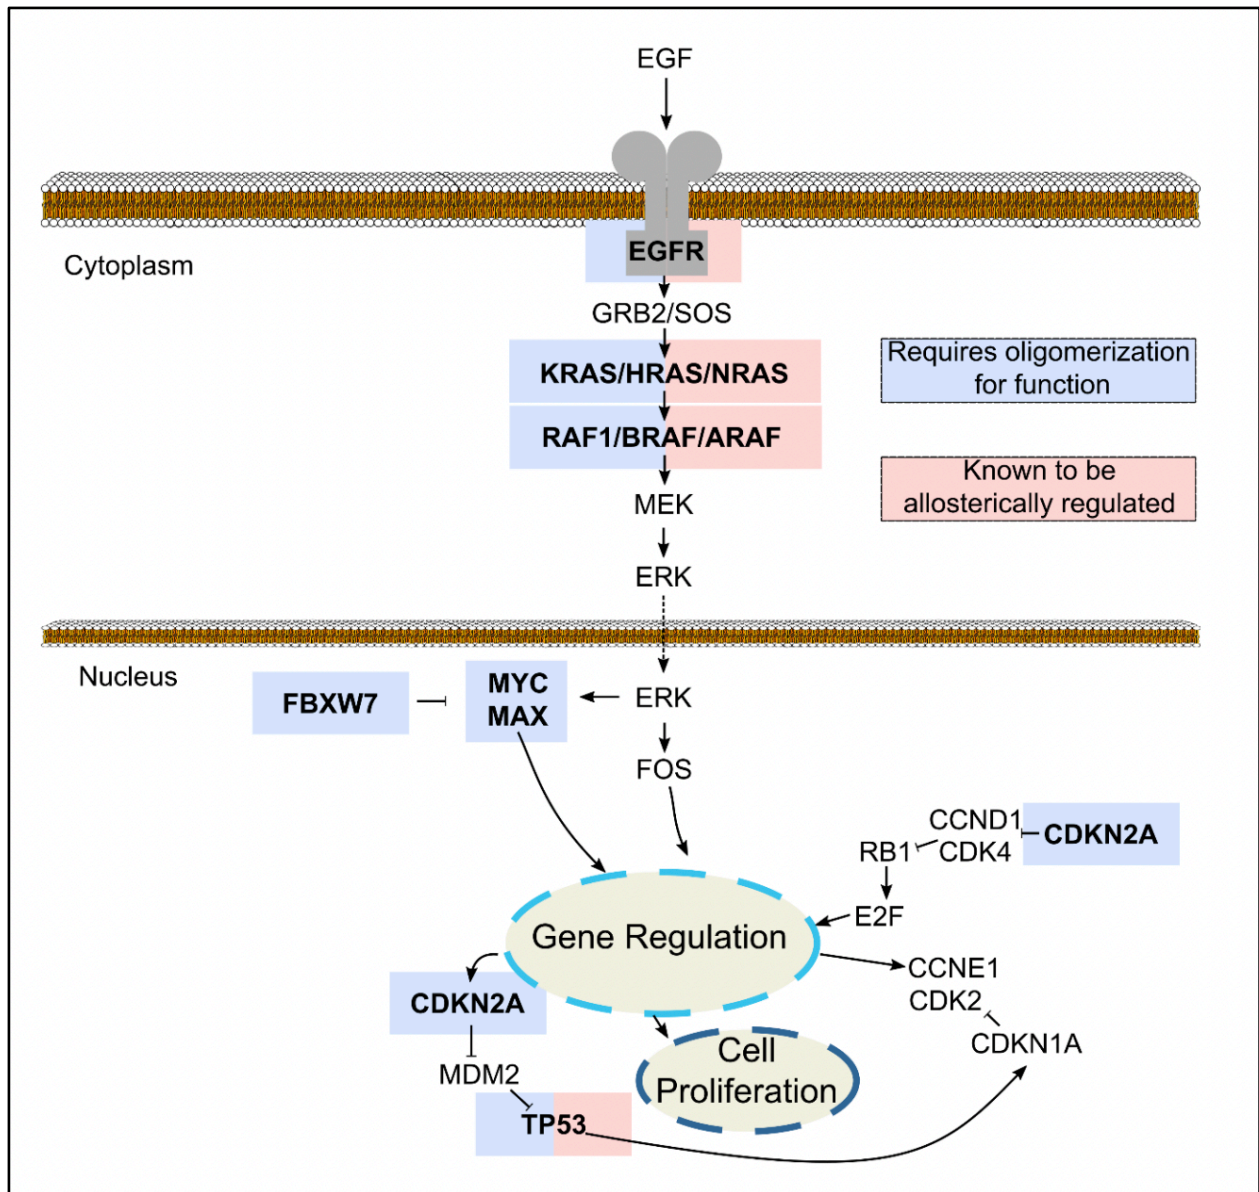 EGF
EGFR
Cytoplasm
GRB2/SOS
KRAS/HRAS/NRAS
RAF1/BRAF/ARAF
MEK
ERK
Requires oligomerization
for function
Known to be
allosterically regulated
Nucleus
FBXW7
MYC
MAX
ERK
FOS
CCND1
CDK4
CDKN2A
RB1
E2F
Gene Regulation
CCNE1
CDK2
CDKN1A
CDKN2A
MDM2
TP53
Cell
Proliferation